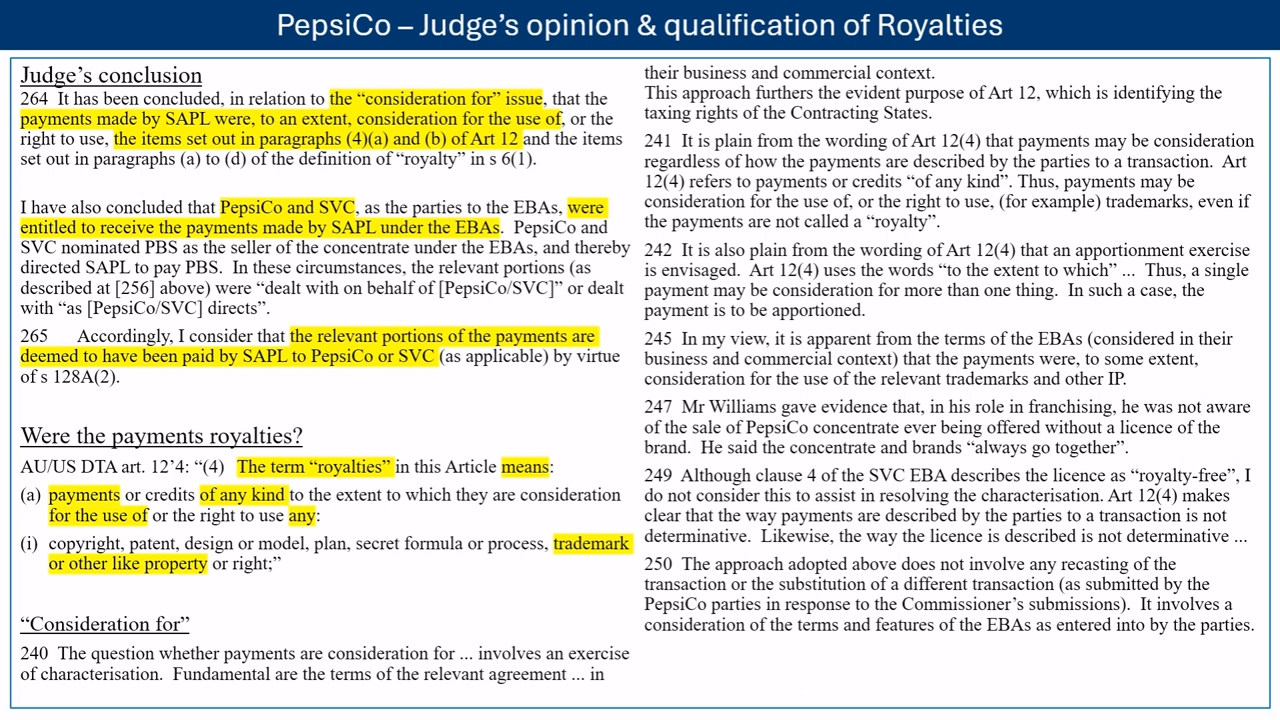 PepsiCo – Judge’s opinion & qualification of Royalties
Judge’s conclusion
264 It has been concluded, in relation to the “consideration for” issue, that the
payments made by SAPL were, to an extent, consideration for the use of, or the
right to use, the items set out in paragraphs (4)(a) and (b) of Art 12 and the items
set out in paragraphs (a) to (d) of the definition of “royalty” in s 6(1).
I have also concluded that PepsiCo and SVC, as the parties to the EBAs, were
entitled to receive the payments made by SAPL under the EBAs. PepsiCo and
SVC nominated PBS as the seller of the concentrate under the EBAs, and thereby
directed SAPL to pay PBS. In these circumstances, the relevant portions (as
described at [256] above) were “dealt with on behalf of [PepsiCo/SVC]” or dealt
with “as [PepsiCo/SVC] directs”.
265 Accordingly, I consider that the relevant portions of the payments are
deemed to have been paid by SAPL to PepsiCo or SVC (as applicable) by virtue
of s 128A(2).
Were the payments royalties?
AU/US DTA art. 12’4: “(4) The term “royalties” in this Article means:
(a) payments or credits of any kind to the extent to which they are consideration
for the use of or the right to use any:
(i) copyright, patent, design or model, plan, secret formula or process, trademark
or other like property or right;”
“Consideration for”
240 The question whether payments are consideration for ... involves an exercise
of characterisation. Fundamental are the terms of the relevant agreement ... in
their business and commercial context.
This approach furthers the evident purpose of Art 12, which is identifying the
taxing rights of the Contracting States.
241 It is plain from the wording of Art 12(4) that payments may be consideration
regardless of how the payments are described by the parties to a transaction. Art
12(4) refers to payments or credits “of any kind”. Thus, payments may be
consideration for the use of, or the right to use, (for example) trademarks, even if
the payments are not called a “royalty”.
242 It is also plain from the wording of Art 12(4) that an apportionment exercise
is envisaged. Art 12(4) uses the words “to the extent to which” ... Thus, a single
payment may be consideration for more than one thing. In such a case, the
payment is to be apportioned.
245 In my view, it is apparent from the terms of the EBAs (considered in their
business and commercial context) that the payments were, to some extent,
consideration for the use of the relevant trademarks and other IP.
247 Mr Williams gave evidence that, in his role in franchising, he was not aware
of the sale of PepsiCo concentrate ever being offered without a licence of the
brand. He said the concentrate and brands “always go together”.
249 Although clause 4 of the SVC EBA describes the licence as “royalty-free”, I
do not consider this to assist in resolving the characterisation. Art 12(4) makes
clear that the way payments are described by the parties to a transaction is not
determinative. Likewise, the way the licence is described is not determinative ...
250 The approach adopted above does not involve any recasting of the
transaction or the substitution of a different transaction (as submitted by the
PepsiCo parties in response to the Commissioner’s submissions). It involves a
consideration of the terms and features of the EBAs as entered into by the parties.